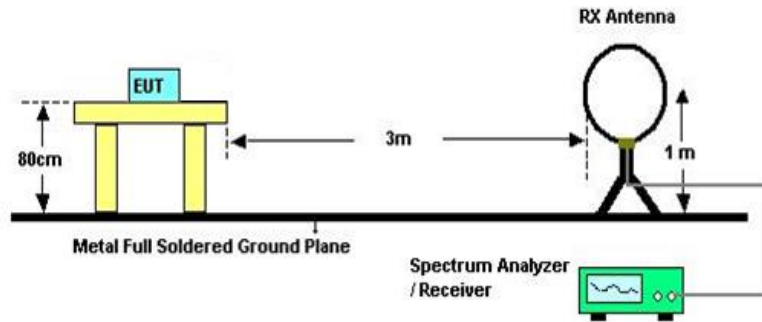 RX Antenna
EUT
80cm
3m
1 m
Metal Full Soldered Ground Plane
Spectrum Analyzer
/ Receiver